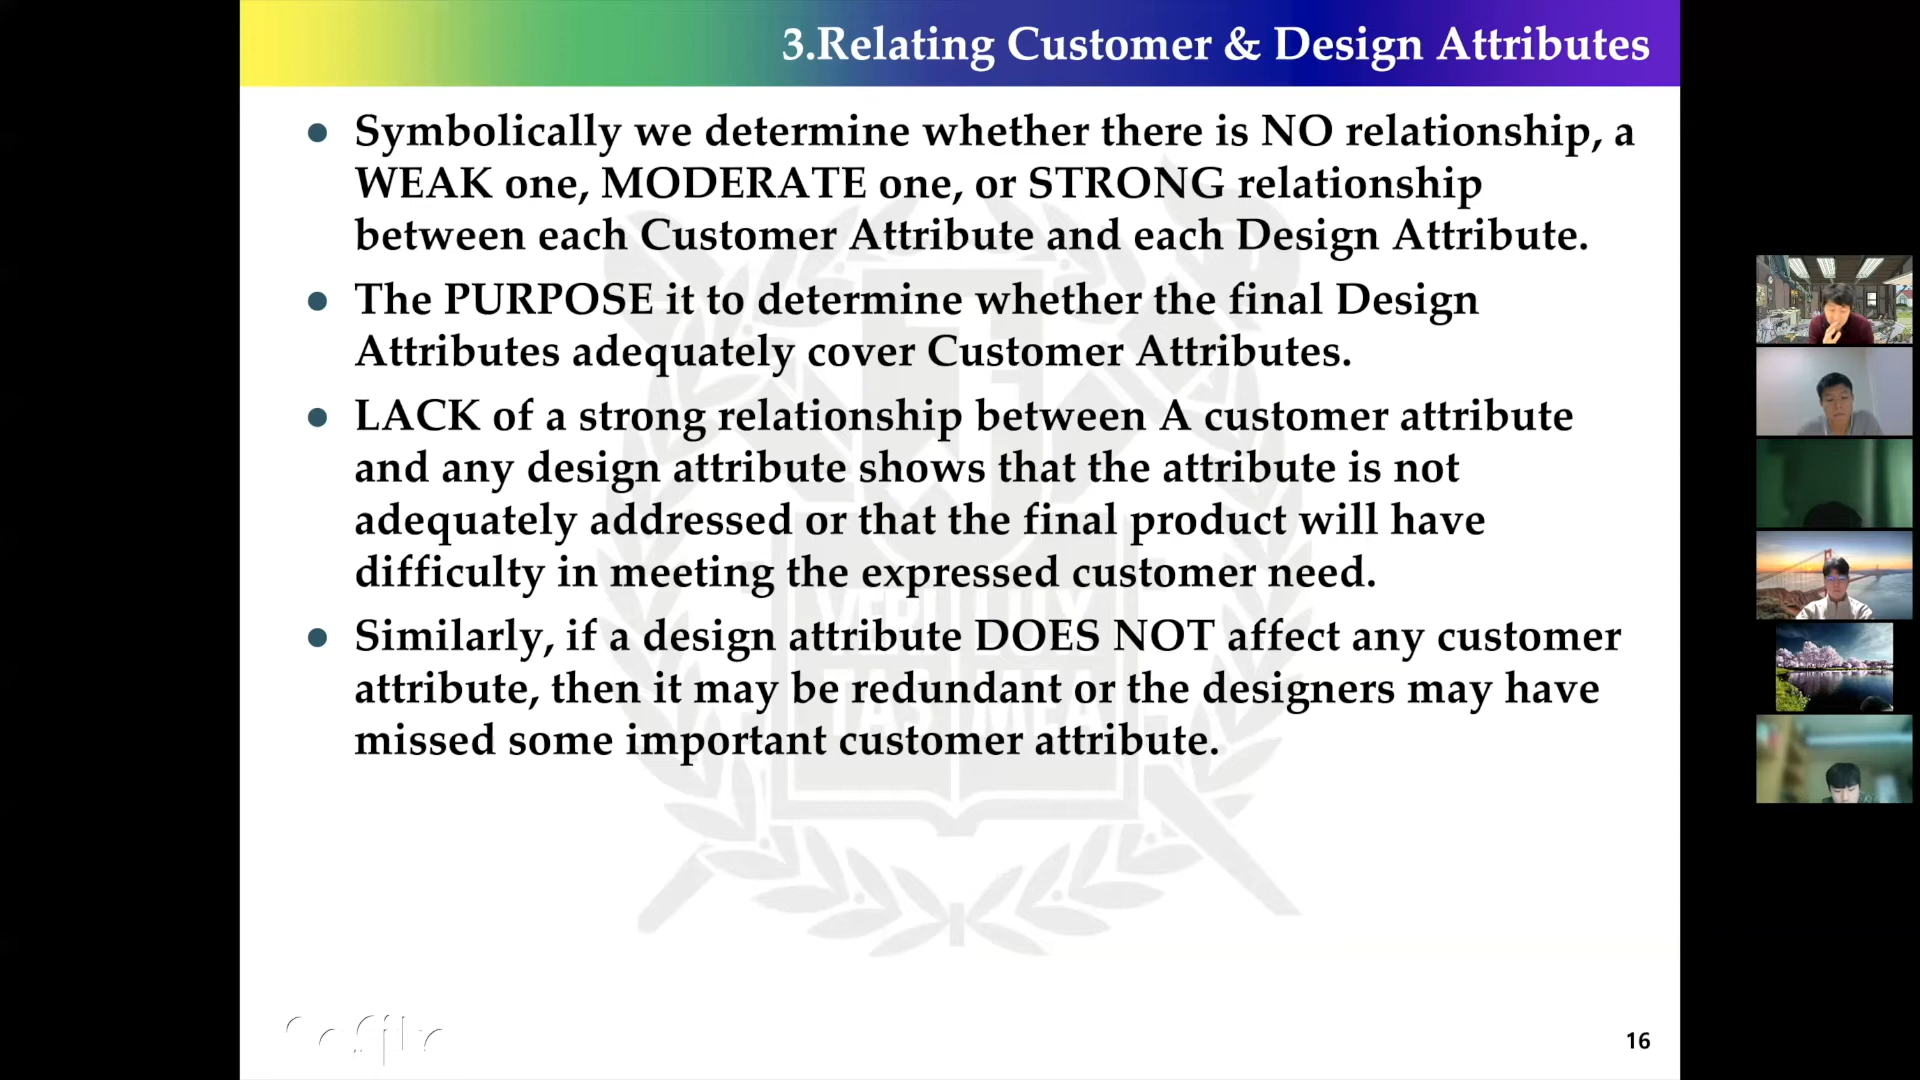 3.Relating Customer & Design Attributes
• Symbolically we determine whether there is NO relationship, a
WEAK one, MODERATE one, or STRONG relationship
between each Customer Attribute and each Design Attribute.
• The PURPOSE it to determine whether the final Design
Attributes adequately cover Customer Attributes.
• LACK of a strong relationship between A customer attribute
and any design attribute shows that the attribute is not
adequately addressed or that the final product will have
difficulty in meeting the expressed customer need.
• Similarly, if a design attribute DOES NOT affect any customer
attribute, then it may be redundant or the designers may have
missed some important customer attribute.
16